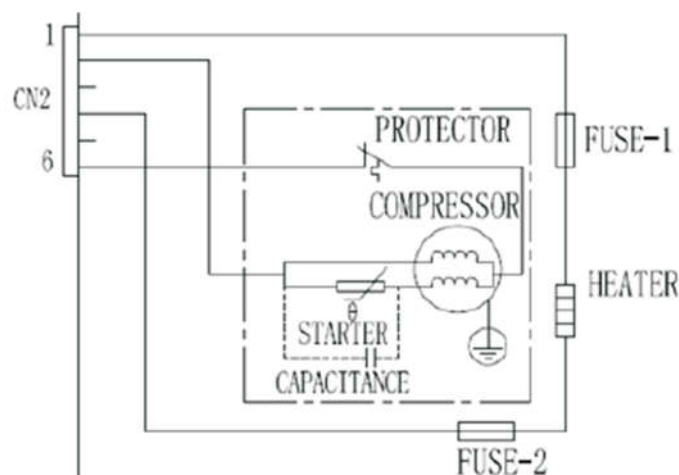 1
CN2
6
PROTECTOR
FUSE-1
COMPRESSOR
HEATER
θ
STARTER
CAPACITANCE
FUSE-2